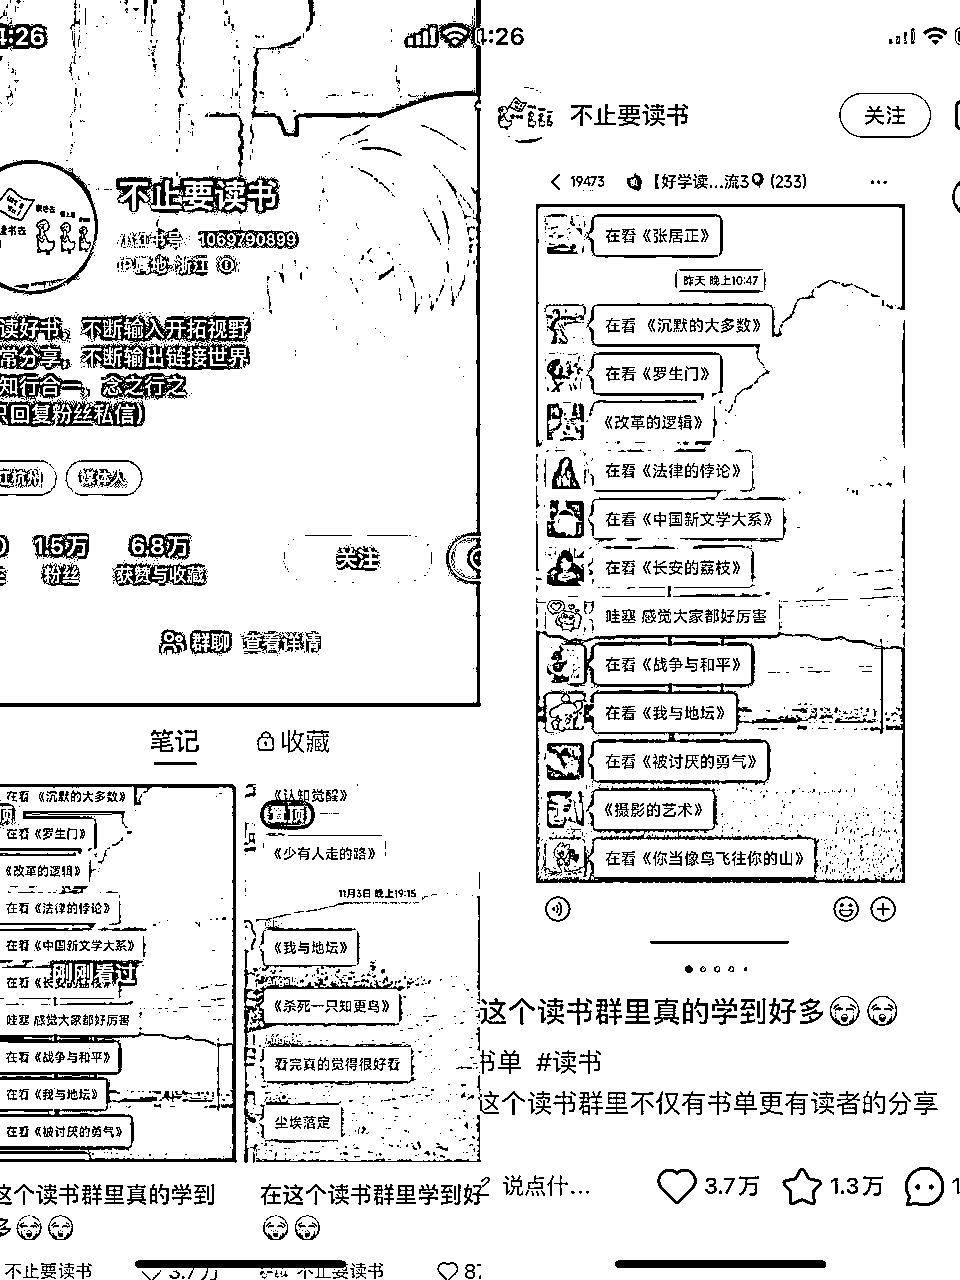 4:26
不止要读书
小红书号 1069790899
IP属地:浙江
读好书，不断输入开拓视野
常分享，不断输出链接世界
知行合一，念之行之
只回复粉丝私信）
江杭州
媒体人
1.5万
6.8万
粉丝
获赞与收藏
关注
群聊 查看详情
笔记
收藏
在看《沉默的大多数》
顶
在看《罗生门》
《改革的逻辑》
在看《法律的悖论》
在看《中国新文学大系》
刚刚看过
哇塞 感觉大家都好厉害
在看《战争与和平》
在看《我与地坛》
在看《被讨厌的勇气》
这个读书群里真的学到
多😭😭
不止要读书
3.7万
《认知觉醒》
置顶
《少有人走的路》
11月3日 晚上19:15
《我与地坛》
《杀死一只知更鸟》
看完真的觉得很好看
尘埃落定
在这个读书群里学到好
😭😭
不止要读书
87
4:26
不止要读书
关注
19473
【好学读...流3 (233)
在看《张居正》
昨天 晚上10:47
在看《沉默的大多数》
在看《罗生门》
《改革的逻辑》
在看《法律的悖论》
在看《中国新文学大系》
在看《长安的荔枝》
哇塞 感觉大家都好厉害
在看《战争与和平》
在看《我与地坛》
在看《被讨厌的勇气》
《摄影的艺术》
在看《你当像鸟飞往你的山》
这个读书群里真的学到好多😭😭
书单 #读书
这个读书群里不仅有书单更有读者的分享
说点什...
3.7万
1.3万
1